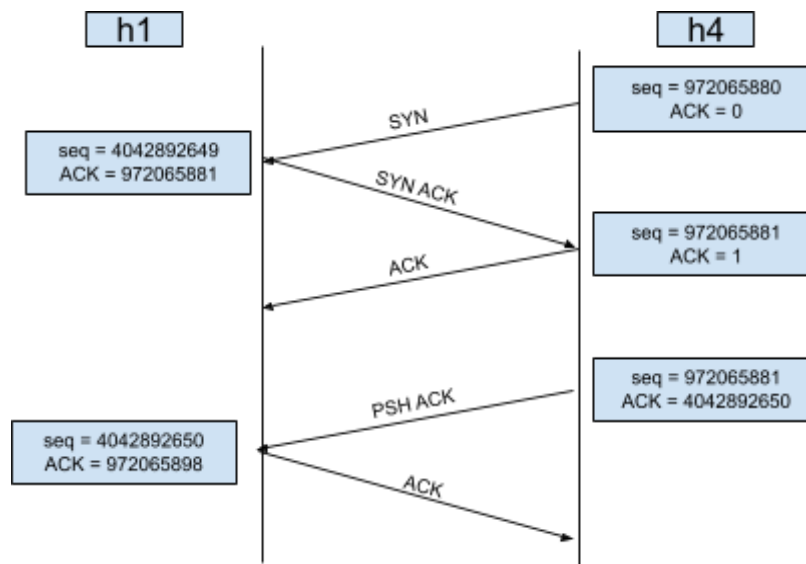 h1
h4
seq = 972065880
ACK = 0
SYN
seq = 4042892649
ACK = 972065881
SYN ACK
seq = 972065881
ACK = 1
ACK
seq = 972065881
ACK = 4042892650
PSH ACK
seq = 4042892650
ACK = 972065898
ACK